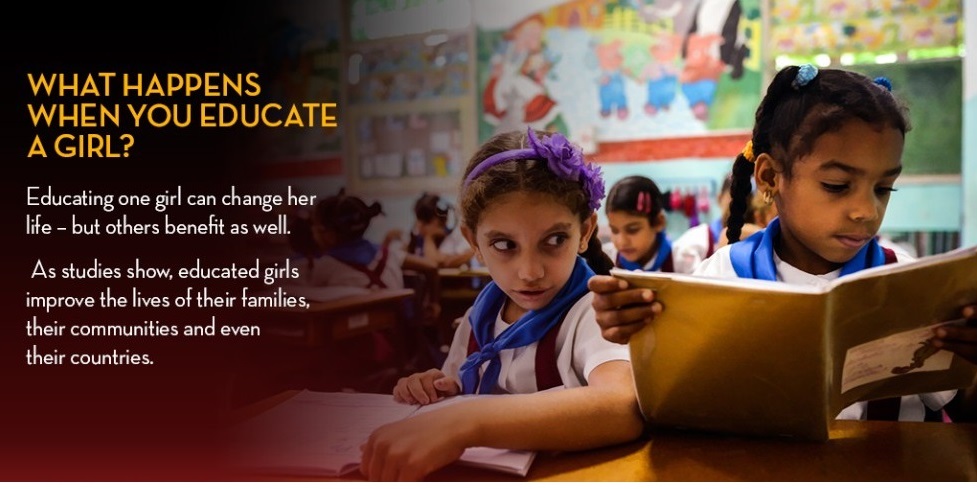 WHAT HAPPENS
WHEN YOU EDUCATE
A GIRL?
Educating one girl can change her
life – but others benefit as well.
As studies show, educated girls
improve the lives of their families,
their communities and even
their countries.